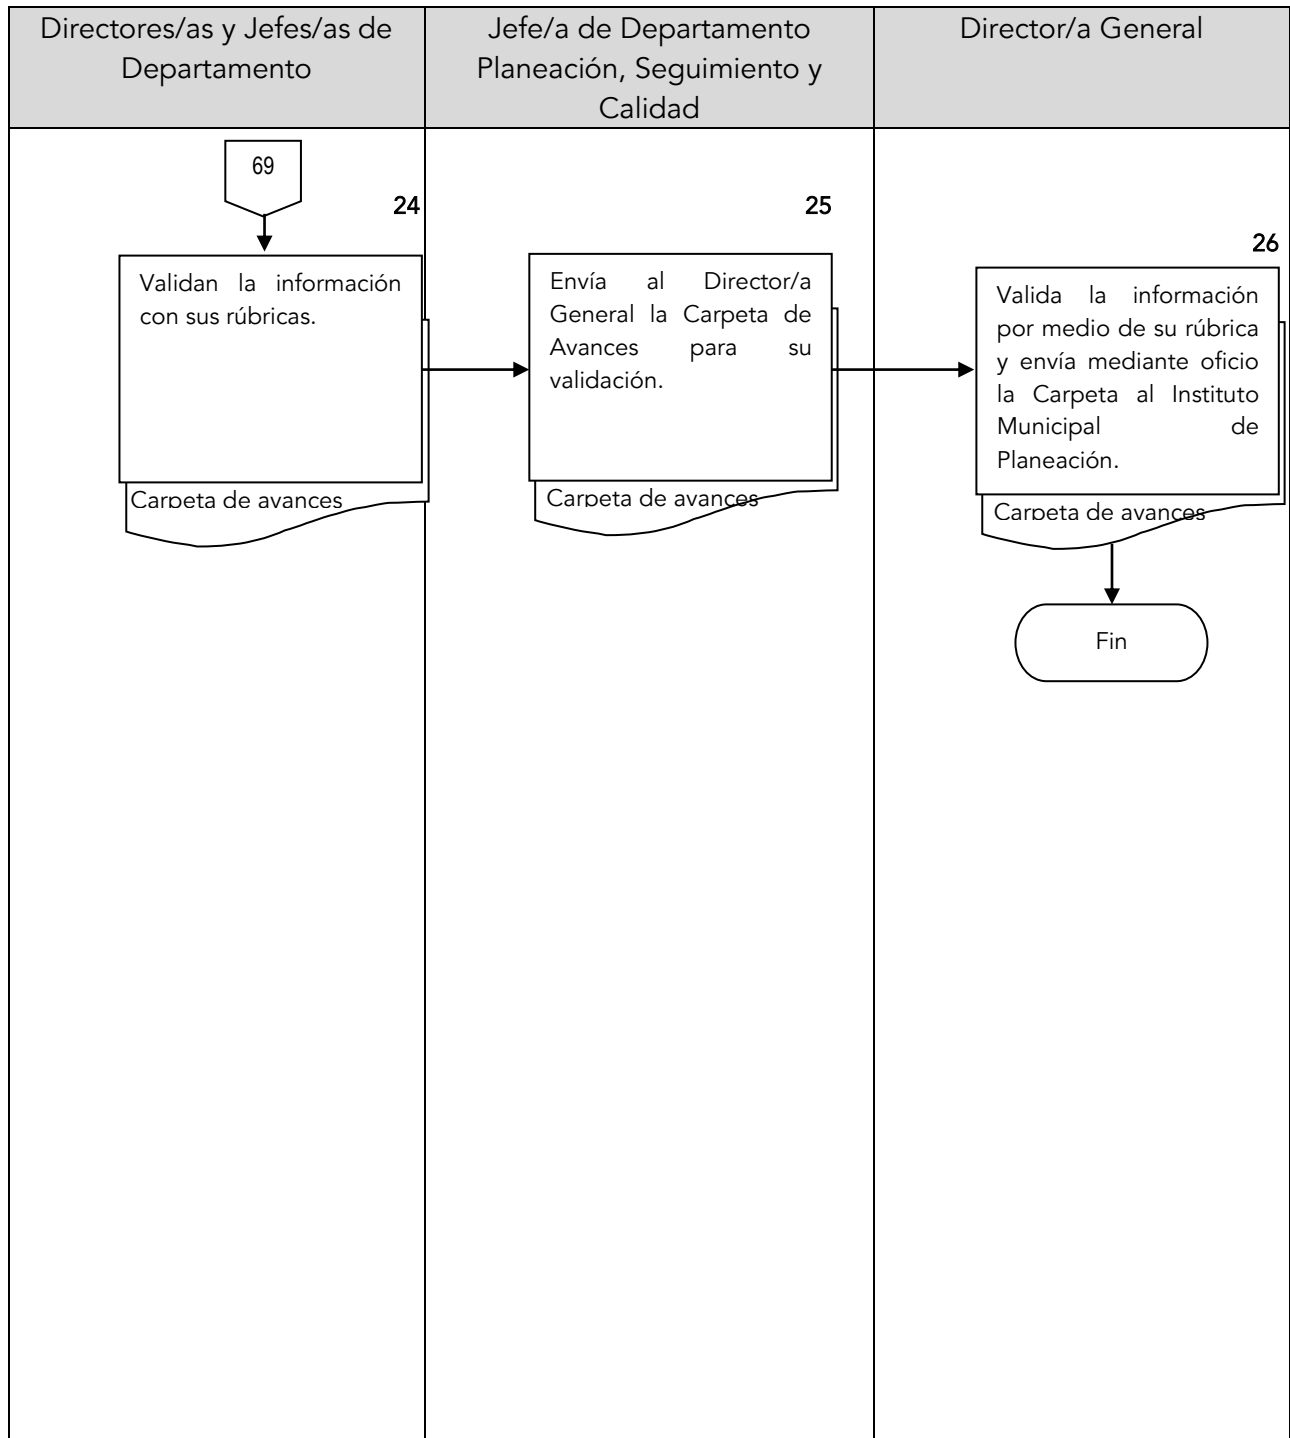 Directores/as y Jefes/as de
Departamento
Jefe/a de Departamento
Planeación, Seguimiento y
Calidad
Director/a General
69
24
Validan la información
con sus rúbricas.
Carpeta de avances
25
Envía al Director/a
General la Carpeta de
Avances para su
validación.
Carpeta de avances
26
Valida la información
por medio de su rúbrica
y envía mediante oficio
la Carpeta al Instituto
Municipal de
Planeación.
Carpeta de avances
Fin